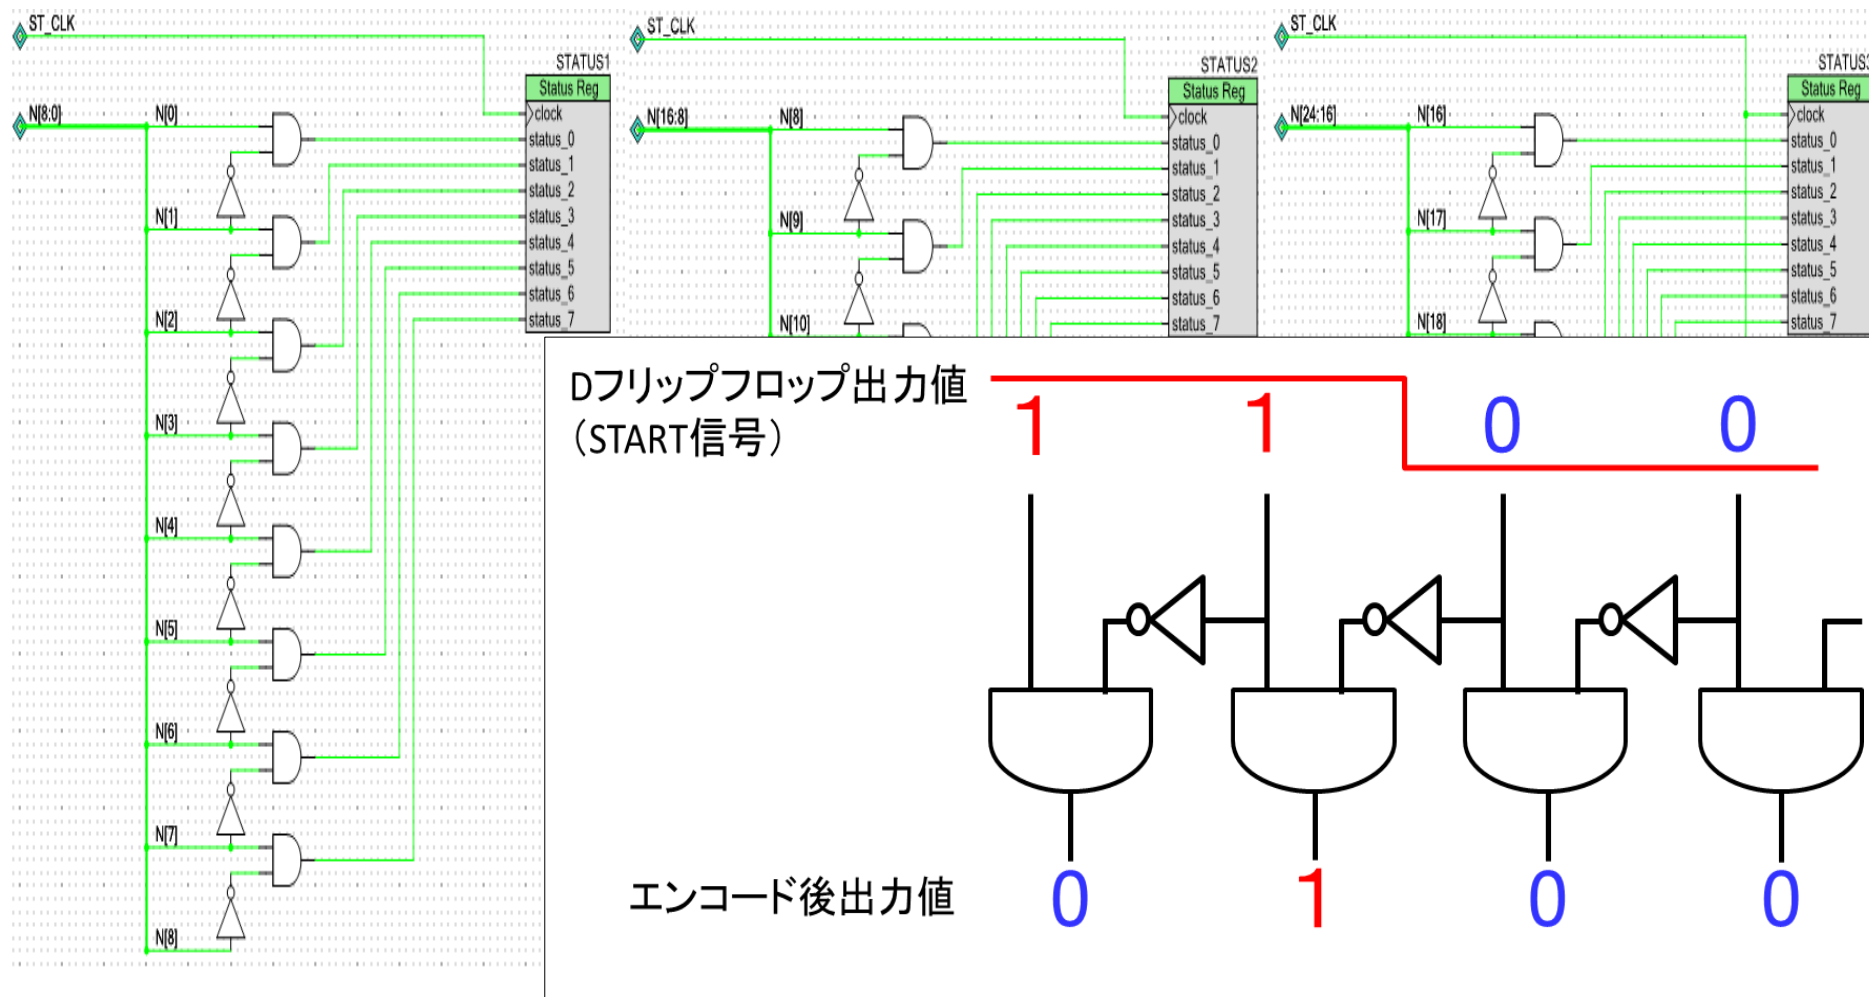 ST_CLK
STATUS1
Status Reg
clock
N[8:0]
N[0]
status_0
status_1
status_2
N[1]
status_3
status_4
status_5
status_6
N[2]
status_7
N[3]
N[4]
N[5]
N[6]
N[7]
N[8]
ST_CLK
STATUS2
Status Reg
clock
N[16:8]
N[8]
status_0
status_1
status_2
N[9]
status_3
status_4
status_5
status_6
N[10]
status_7
ST_CLK
STATUS3
Status Reg
clock
N[24:16]
N[16]
status_0
status_1
status_2
N[17]
status_3
status_4
status_5
status_6
N[18]
status_7
Dフリップフロップ出力値
（START信号）
1 1 0 0
エンコード後出力値
0 1 0 0